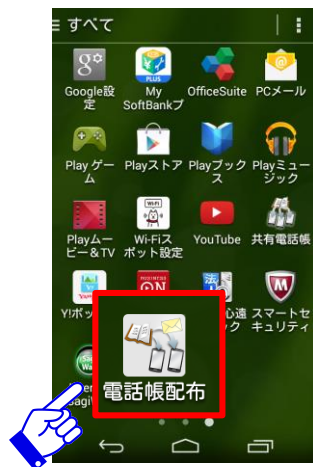 すべて
Google設
定
My
SoftBankプ
OfficeSuite
PCメール
Play ゲー
ム
Playストア
Playブック
ス
Playミュー
ジック
Playムー
ビー&TV
Wi-Fiス
ポット設定
YouTube
共有電話帳
Y!ボッ
スマートセ
キュリティ
電話帳配布